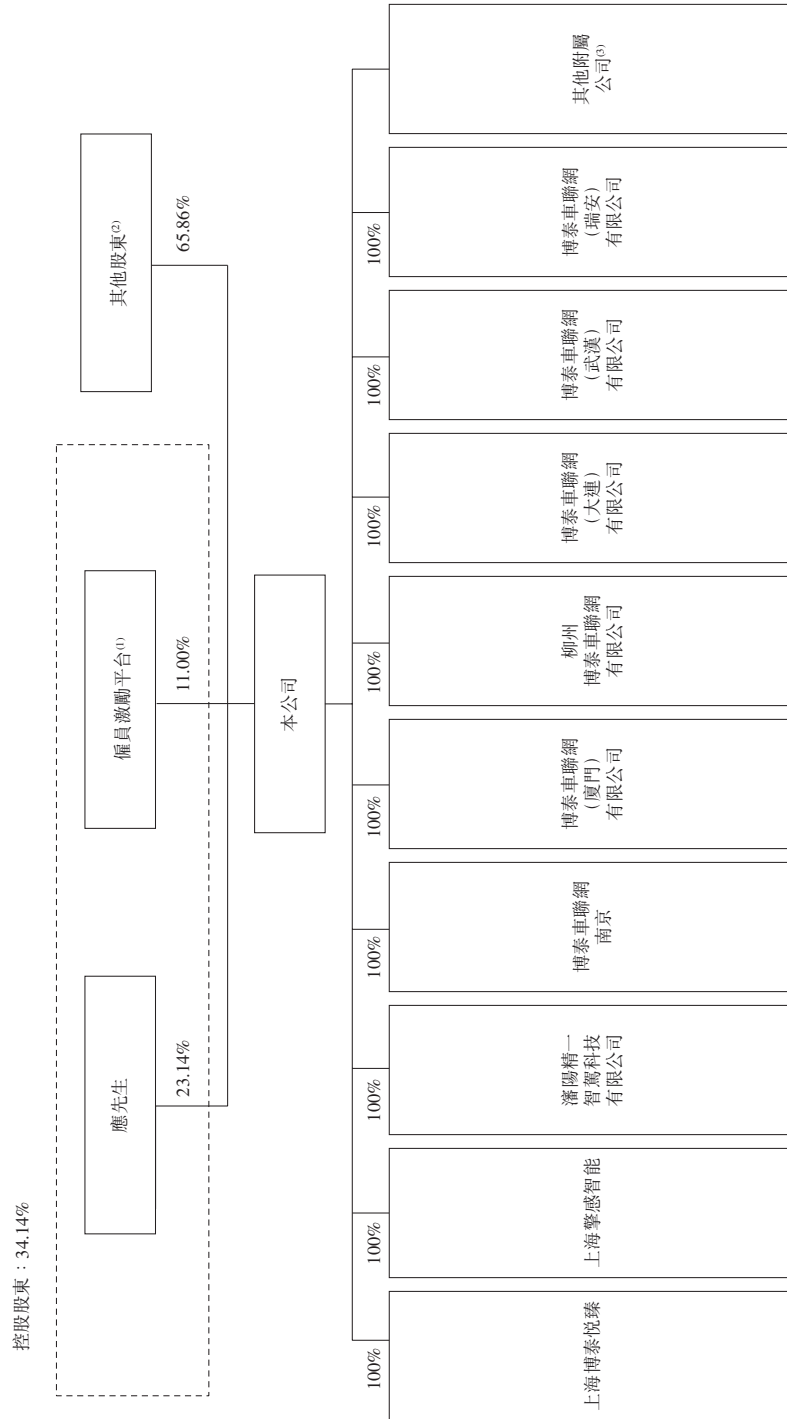 控股股東：34.14%
應先生
僱員激勵平台(1)
其他股東(2)
23.14%
11.00%
65.86%
本公司
100%
100%
100%
100%
100%
100%
100%
100%
100%
上海博泰悦臻
上海擎感智能
瀋陽精一
智駕科技
有限公司
博泰車聯網
南京
博泰車聯網
（廈門）
有限公司
柳州
博泰車聯網
有限公司
博泰車聯網
（大連）
有限公司
博泰車聯網
（武漢）
有限公司
博泰車聯網
（瑞安）
有限公司
其他附屬
公司(3)